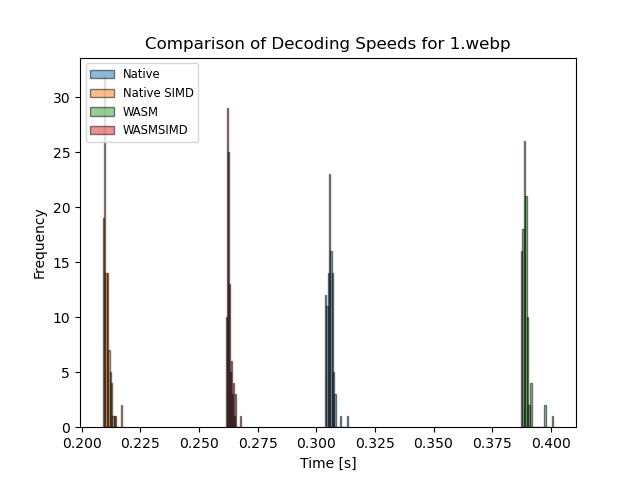 Comparison of Decoding Speeds for 1.webp
Native
Native SIMD
WASM
WASMSIMD
30
25
20
15
10
5
0
Frequency
0.200 0.225 0.250 0.275 0.300 0.325 0.350 0.375 0.400
Time [s]